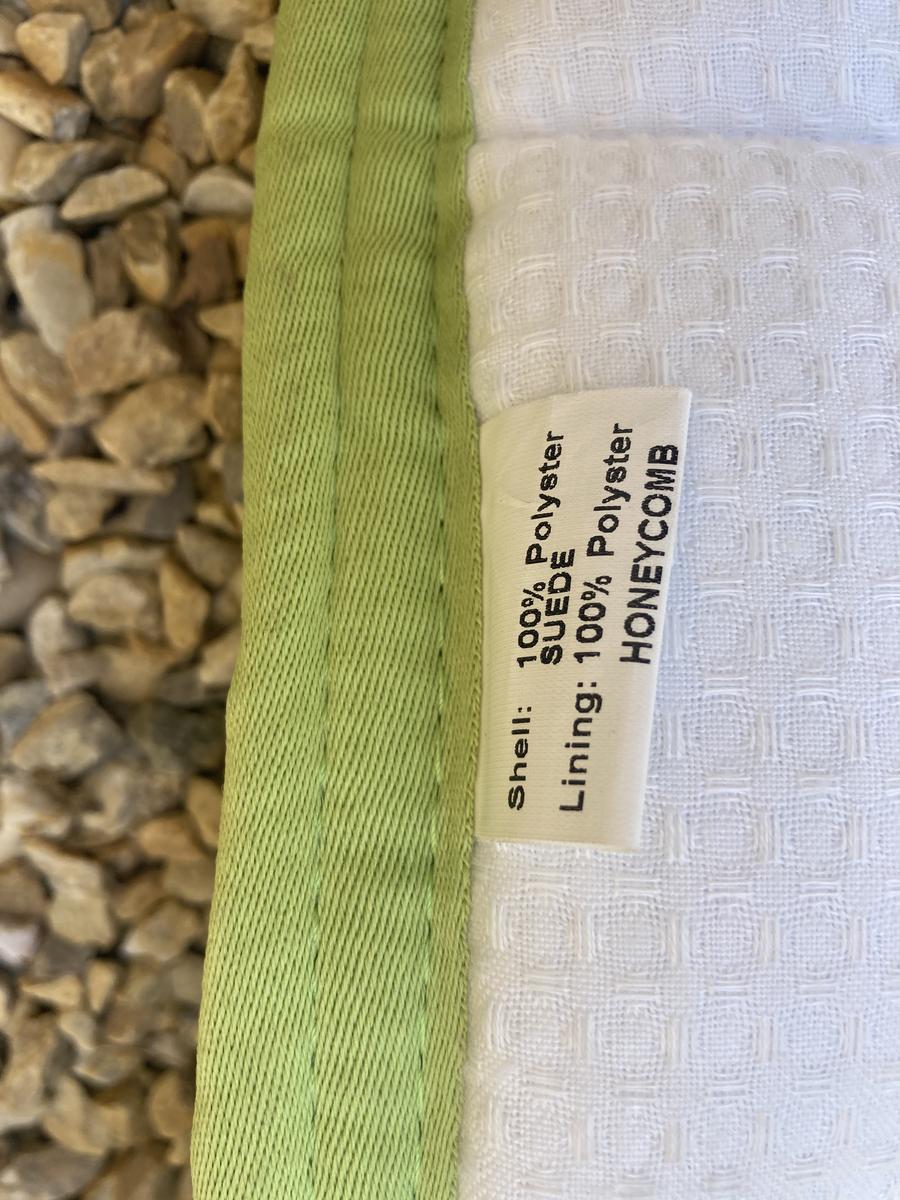 Shell: 100% Polyster
SUEDE
Lining: 100% Polyster
HONEYCOMB